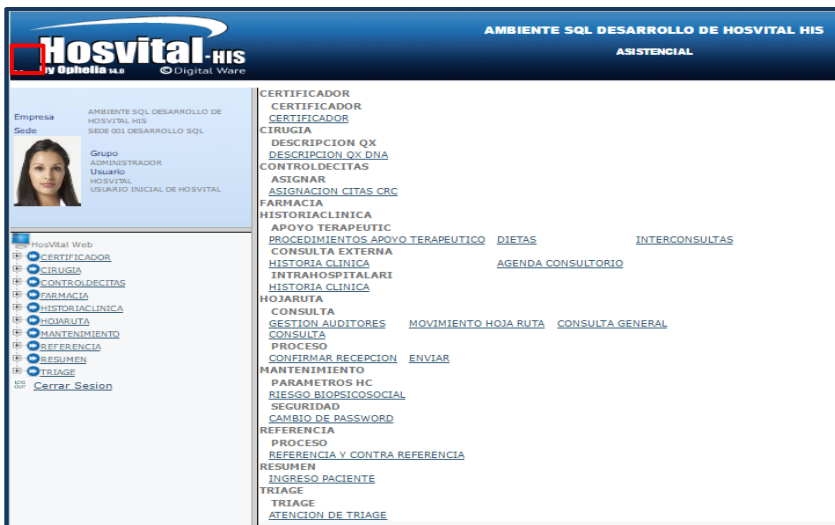 Hosvital-HIS
by Ophelia 14.0 © Digital Ware
AMBIENTE SQL DESARROLLO DE HOSVITAL HIS
ASISTENCIAL
Empresa AMBIENTE SQL DESARROLLO DE HOSVITAL HIS
Sede SEDE 001 DESARROLLO SQL
Grupo
ADMINISTRADOR
Usuario
HOSVITAL
USUARIO INICIAL DE HOSVITAL
HosVital Web
CERTIFICADOR
CIRUGIA
CONTROLDECITAS
FARMACIA
HISTORIACLINICA
HOJARUTA
MANTENIMIENTO
REFERENCIA
RESUMEN
TRIAGE
LOG OUT Cerrar Sesion
CERTIFICADOR
CERTIFICADOR
CERTIFICADOR
CIRUGIA
DESCRIPCION QX
DESCRIPCION QX DNA
CONTROLDECITAS
ASIGNAR
ASIGNACION CITAS CRC
FARMACIA
HISTORIACLINICA
APOYO TERAPEUTIC
PROCEDIMIENTOS APOYO TERAPEUTICO DIETAS INTERCONSULTAS
CONSULTA EXTERNA
HISTORIA CLINICA AGENDA CONSULTORIO
INTRAHOSPITALARI
HISTORIA CLINICA
HOJARUTA
CONSULTA
GESTION AUDITORES MOVIMIENTO HOJA RUTA CONSULTA GENERAL
CONSULTA
PROCESO
CONFIRMAR RECEPCION ENVIAR
MANTENIMIENTO
PARAMETROS HC
RIESGO BIOPSICOSOCIAL
SEGURIDAD
CAMBIO DE PASSWORD
REFERENCIA
PROCESO
REFERENCIA Y CONTRA REFERENCIA
RESUMEN
INGRESO PACIENTE
TRIAGE
TRIAGE
ATENCION DE TRIAGE